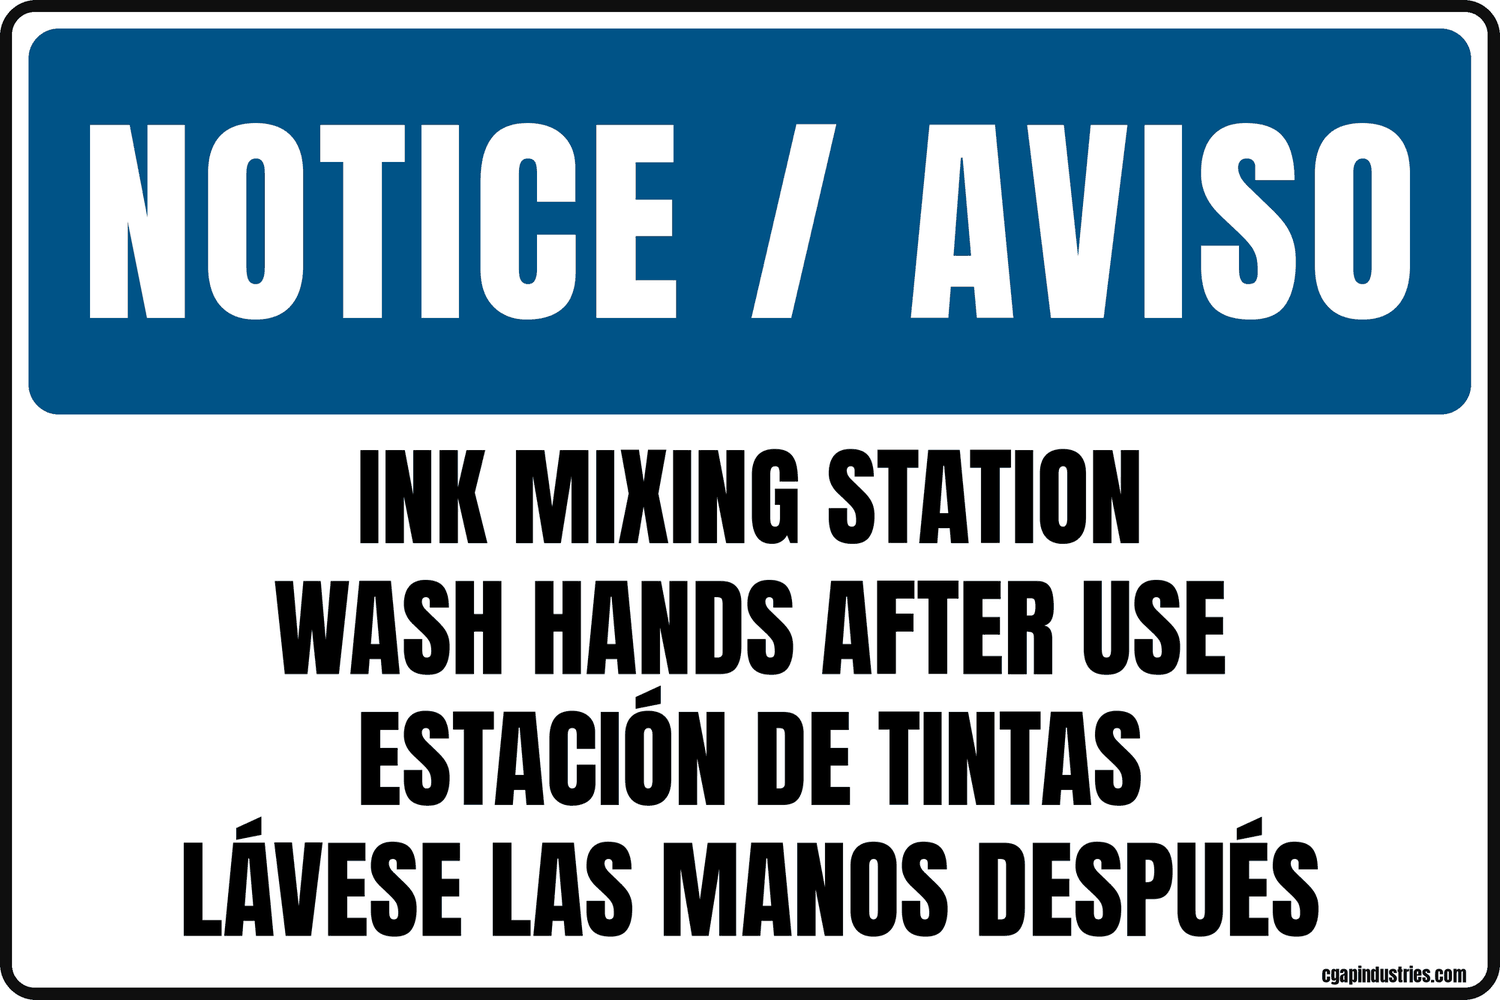 NOTICE / AVISO
INK MIXING STATION
WASH HANDS AFTER USE
ESTACIÓN DE TINTAS
LÁVESE LAS MANOS DESPUÉS
cgapindustries.com